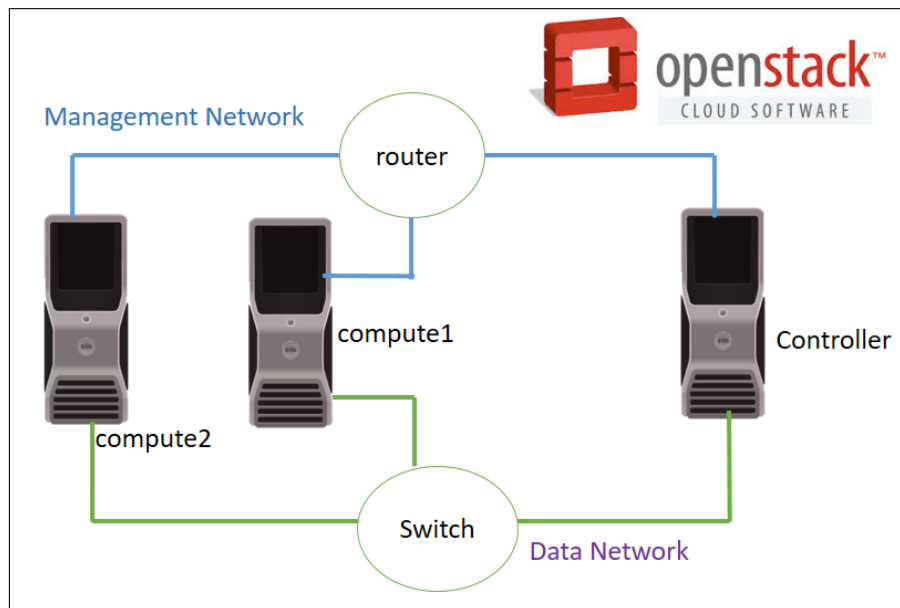 openstack™
CLOUD SOFTWARE
Management Network
router
compute1
Controller
compute2
Switch
Data Network